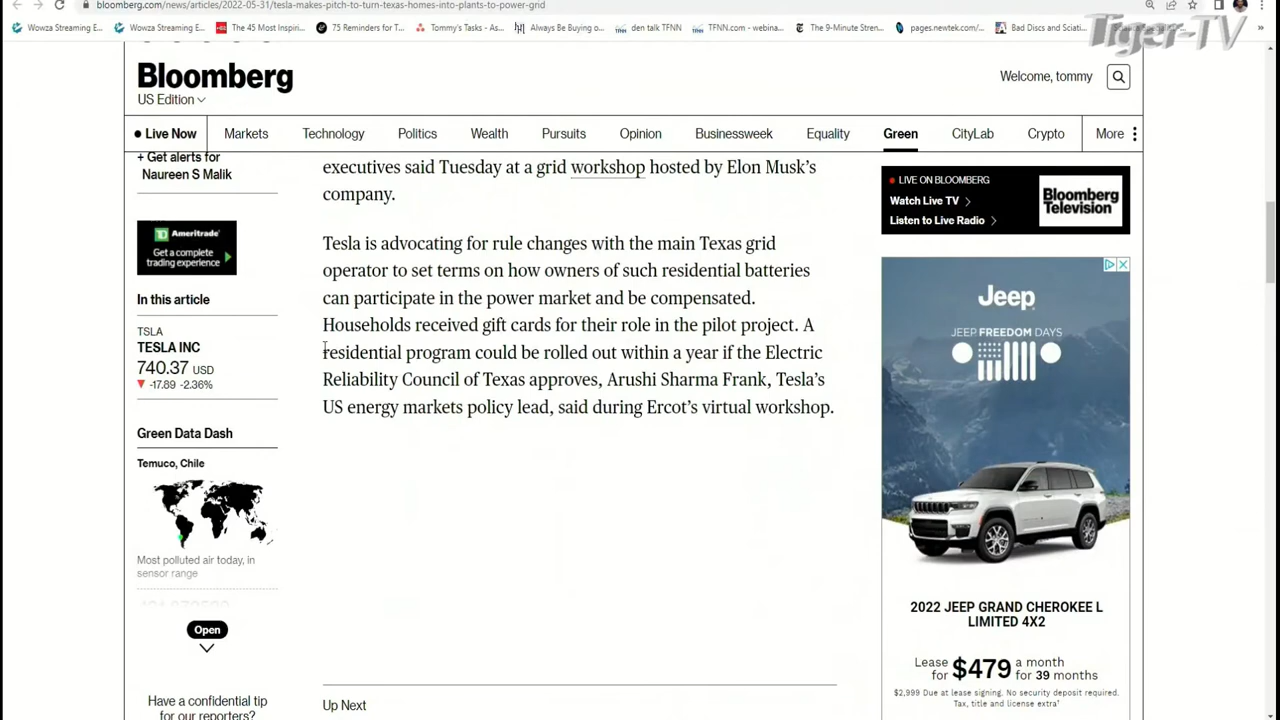 bloomberg.com/news/articles/2022-05-31/tesla-makes-pitch-to-turn-texas-homes-into-plants-to-power-grid
Wowza Streaming E... Wowza Streaming E... The 45 Most Inspiri... 75 Reminders for T... Tommy's Tasks - As... Always Be Buying o... den talk TFNN TFNN.com - webina... The 9-Minute Stren... pages.newtek.com/... Bad Discs and Sciati...
Tiger-TV
Bloomberg
US Edition
Welcome, tommy
Live Now Markets Technology Politics Wealth Pursuits Opinion Businessweek Equality Green CityLab Crypto More
+ Get alerts for
Naureen S Malik
Ameritrade
Get a complete
trading experience
In this article
TSLA
TESLA INC
740.37 USD
-17.89 -2.36%
Green Data Dash
Temuco, Chile
Most polluted air today, in
sensor range
Open
Have a confidential tip
for our reporters?
executives said Tuesday at a grid workshop hosted by Elon Musk's
company.
Tesla is advocating for rule changes with the main Texas grid
operator to set terms on how owners of such residential batteries
can participate in the power market and be compensated.
Households received gift cards for their role in the pilot project. A
residential program could be rolled out within a year if the Electric
Reliability Council of Texas approves, Arushi Sharma Frank, Tesla's
US energy markets policy lead, said during Ercot's virtual workshop.
Up Next
LIVE ON BLOOMBERG
Watch Live TV
Listen to Live Radio
Bloomberg
Television
Jeep
JEEP FREEDOM DAYS
2022 JEEP GRAND CHEROKEE L
LIMITED 4X2
Lease for $479 a month for 39 months
$2,999 Due at lease signing. No security deposit required.
Tax, title and license extra¹